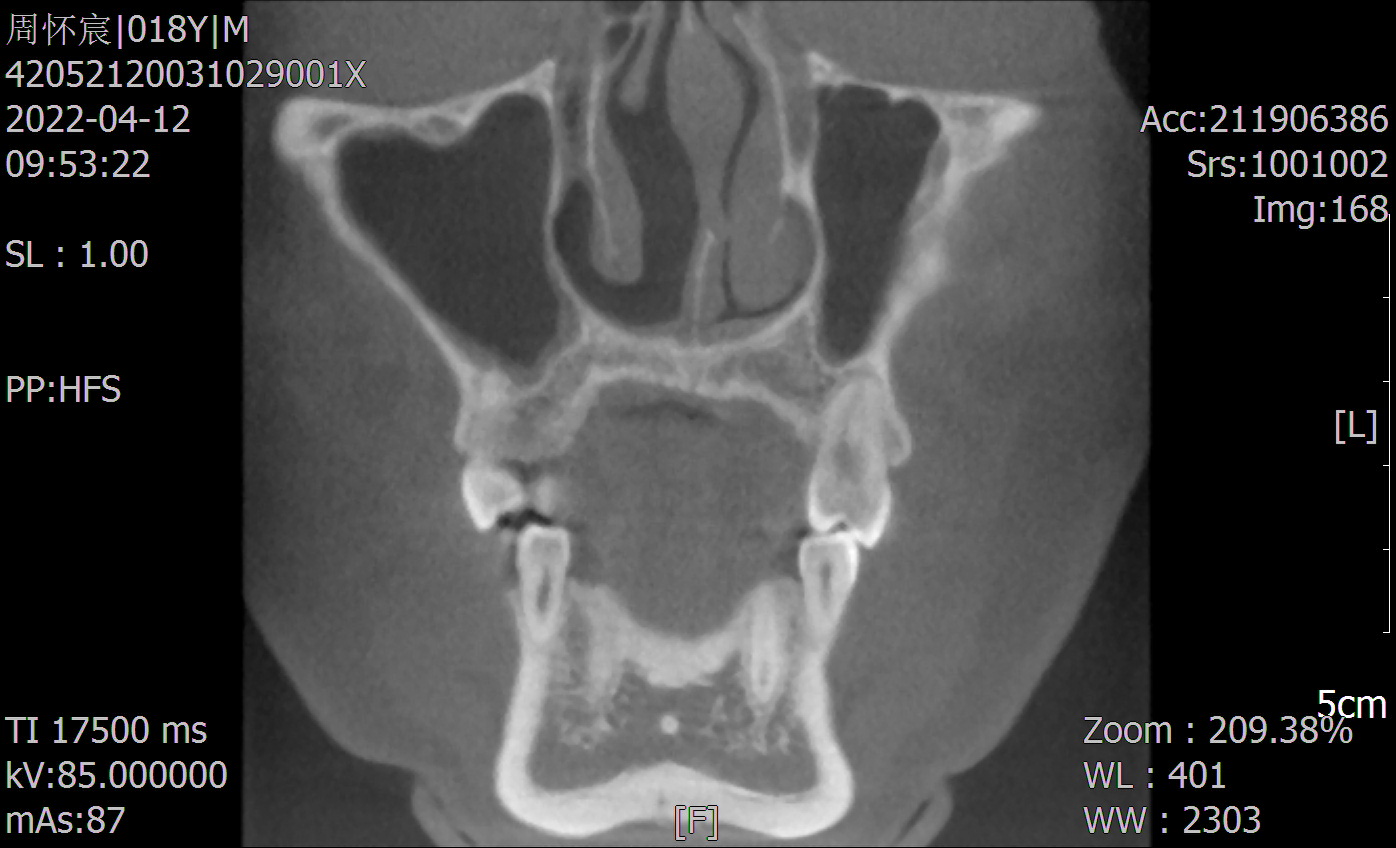 周怀宸|018Y|M
42052120031029001X
2022-04-12
09:53:22
SL : 1.00
PP:HFS
TI 17500 ms
kV:85.000000
mAs:87
Acc:211906386
Srs:1001002
Img:168
[L]
5cm
Zoom : 209.38%
WL : 401
WW : 2303
[F]